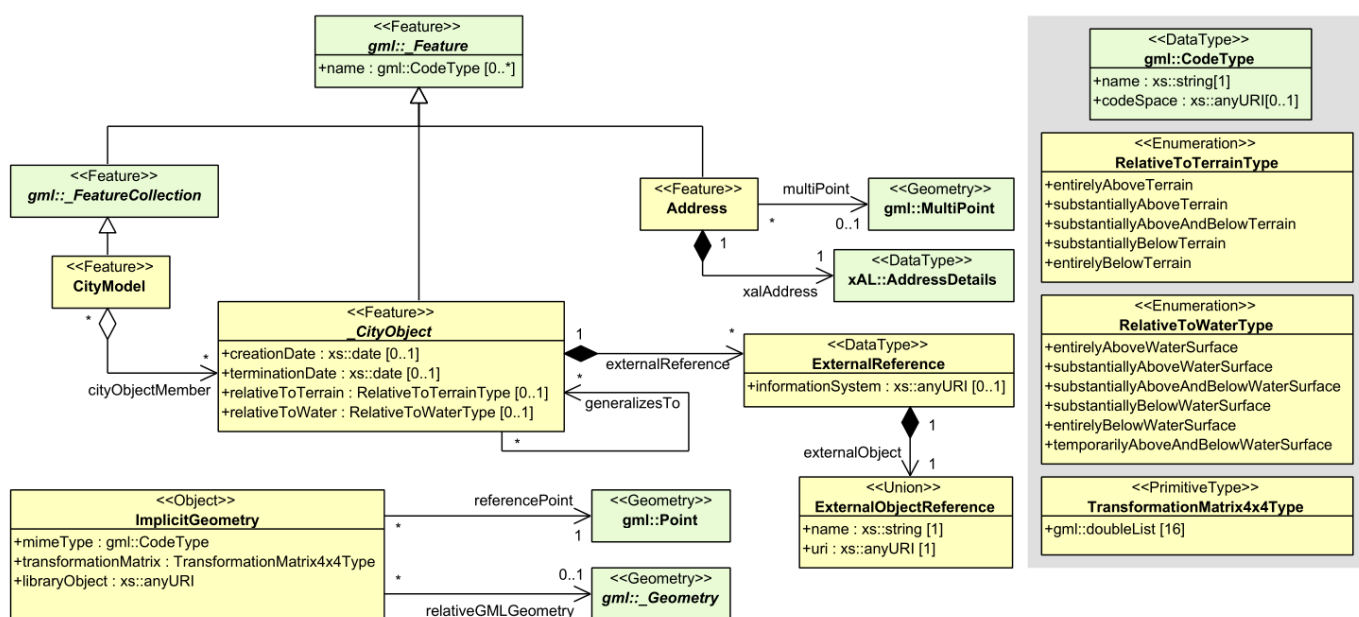 <<Feature>>
gml::_Feature
+name : gml::CodeType [0..*]
<<Feature>>
gml::_FeatureCollection
<<Feature>>
CityModel
*
*
cityObjectMember
<<Feature>>
Address
multiPoint
*
0..1
<<Geometry>>
gml::MultiPoint
1
1
xalAddress
<<DataType>>
xAL::AddressDetails
<<Feature>>
_CityObject
+creationDate : xs::date [0..1]
+terminationDate : xs::date [0..1]
+relativeToTerrain : RelativeToTerrainType [0..1]
+relativeToWater : RelativeToWaterType [0..1]
1
*
externalReference
*
generalizesTo
*
<<DataType>>
ExternalReference
+informationSystem : xs::anyURI [0..1]
1
externalObject
1
<<Union>>
ExternalObjectReference
+name : xs::string [1]
+uri : xs::anyURI [1]
<<Object>>
ImplicitGeometry
+mimeType : gml::CodeType
+transformationMatrix : TransformationMatrix4x4Type
+libraryObject : xs::anyURI
referencePoint
*
1
<<Geometry>>
gml::Point
*
0..1
relativeGMLGeometry
<<Geometry>>
gml::_Geometry
<<DataType>>
gml::CodeType
+name : xs::string[1]
+codeSpace : xs::anyURI[0..1]
<<Enumeration>>
RelativeToTerrainType
+entirelyAboveTerrain
+substantiallyAboveTerrain
+substantiallyAboveAndBelowTerrain
+substantiallyBelowTerrain
+entirelyBelowTerrain
<<Enumeration>>
RelativeToWaterType
+entirelyAboveWaterSurface
+substantiallyAboveWaterSurface
+substantiallyAboveAndBelowWaterSurface
+substantiallyBelowWaterSurface
+entirelyBelowWaterSurface
+temporarilyAboveAndBelowWaterSurface
<<PrimitiveType>>
TransformationMatrix4x4Type
+gml::doubleList [16]